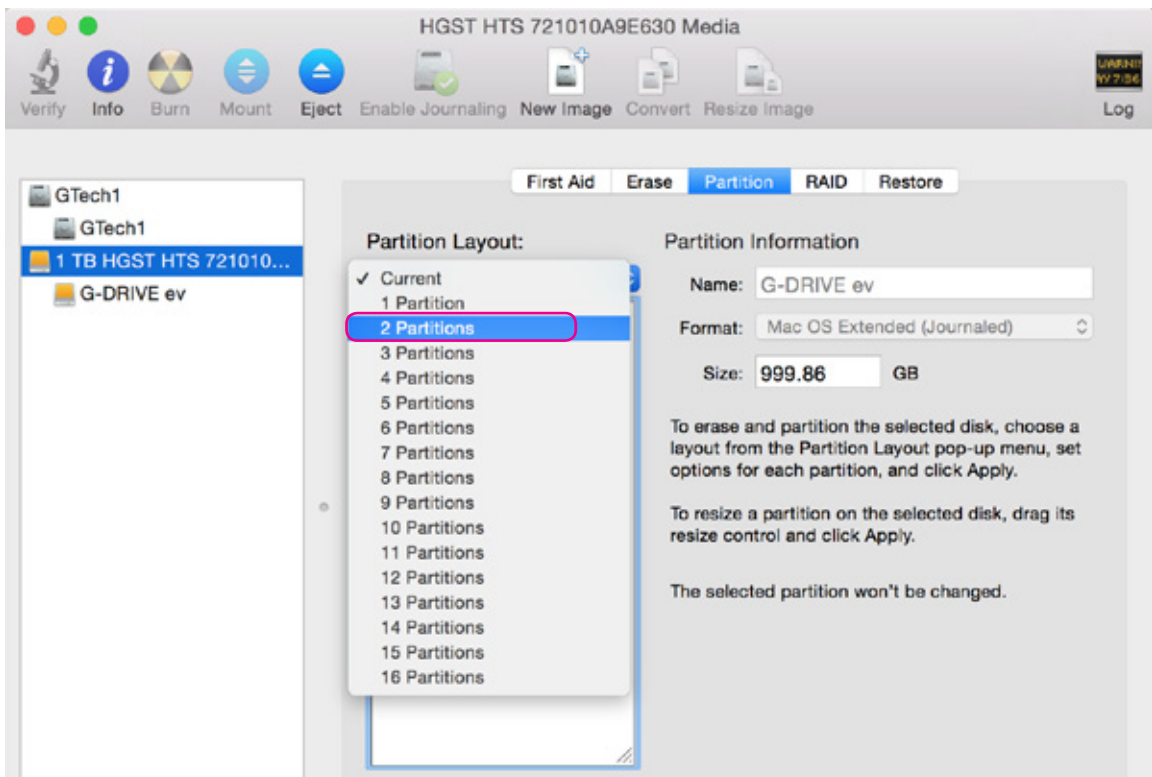 HGST HTS 721010A9E630 Media
Verify Info Burn Mount Eject Enable Journaling New Image Convert Resize Image Log
First Aid Erase Partition RAID Restore
GTech1
GTech1
1 TB HGST HTS 721010...
G-DRIVE ev
Partition Layout:
✓ Current
1 Partition
2 Partitions
3 Partitions
4 Partitions
5 Partitions
6 Partitions
7 Partitions
8 Partitions
9 Partitions
10 Partitions
11 Partitions
12 Partitions
13 Partitions
14 Partitions
15 Partitions
16 Partitions
Partition Information
Name: G-DRIVE ev
Format: Mac OS Extended (Journaled)
Size: 999.86 GB
To erase and partition the selected disk, choose a
layout from the Partition Layout pop-up menu, set
options for each partition, and click Apply.
To resize a partition on the selected disk, drag its
resize control and click Apply.
The selected partition won't be changed.